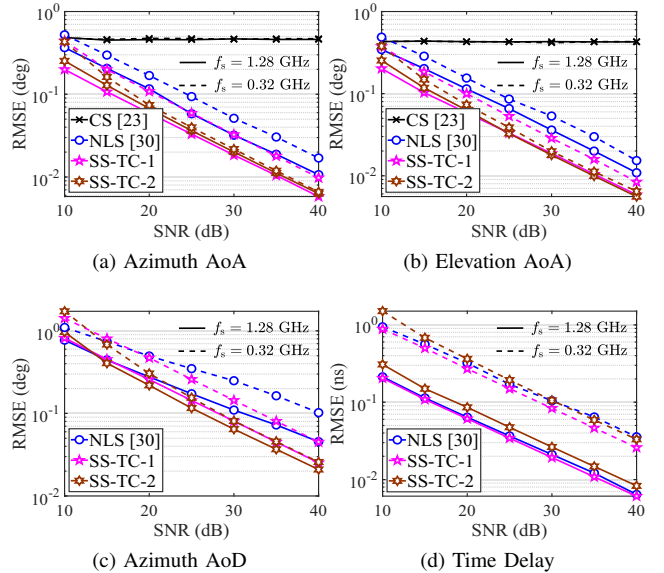 RMSE (deg)
10^0
10^-1
10^-2
f_s = 1.28 GHz
f_s = 0.32 GHz
CS [23]
NLS [30]
SS-TC-1
SS-TC-2
10 20 30 40
SNR (dB)
(a) Azimuth AoA
RMSE (deg)
10^0
10^-1
10^-2
f_s = 1.28 GHz
f_s = 0.32 GHz
CS [23]
NLS [30]
SS-TC-1
SS-TC-2
10 20 30 40
SNR (dB)
(b) Elevation AoA)
RMSE (deg)
10^0
10^-1
10^-2
f_s = 1.28 GHz
f_s = 0.32 GHz
NLS [30]
SS-TC-1
SS-TC-2
10 20 30 40
SNR (dB)
(c) Azimuth AoD
RMSE (ns)
10^0
10^-1
10^-2
f_s = 1.28 GHz
f_s = 0.32 GHz
NLS [30]
SS-TC-1
SS-TC-2
10 20 30 40
SNR (dB)
(d) Time Delay